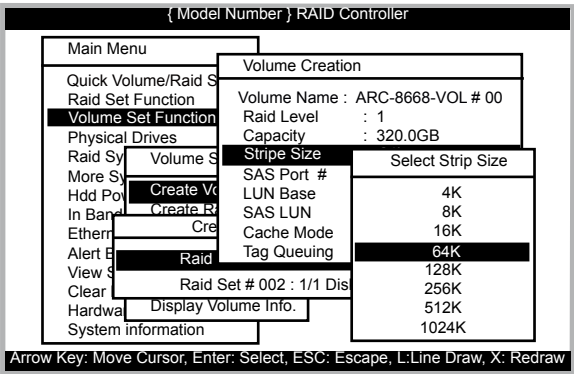 { Model Number } RAID Controller
Main Menu
Quick Volume/Raid S
Raid Set Function
Volume Set Function
Physical Drives
Raid Sy
More Sy
Hdd Po
In Band
Ethern
Alert E
View S
Clear
Hardwa
System information
Volume S
Create Vo
Create Ra
Display Volume Info.
Cre
Raid
Raid Set # 002 : 1/1 Dis
Volume Creation
Volume Name : ARC-8668-VOL # 00
Raid Level : 1
Capacity : 320.0GB
Stripe Size
SAS Port #
LUN Base
SAS LUN
Cache Mode
Tag Queuing
Select Strip Size
4K
8K
16K
64K
128K
256K
512K
1024K
Arrow Key: Move Cursor, Enter: Select, ESC: Escape, L:Line Draw, X: Redraw